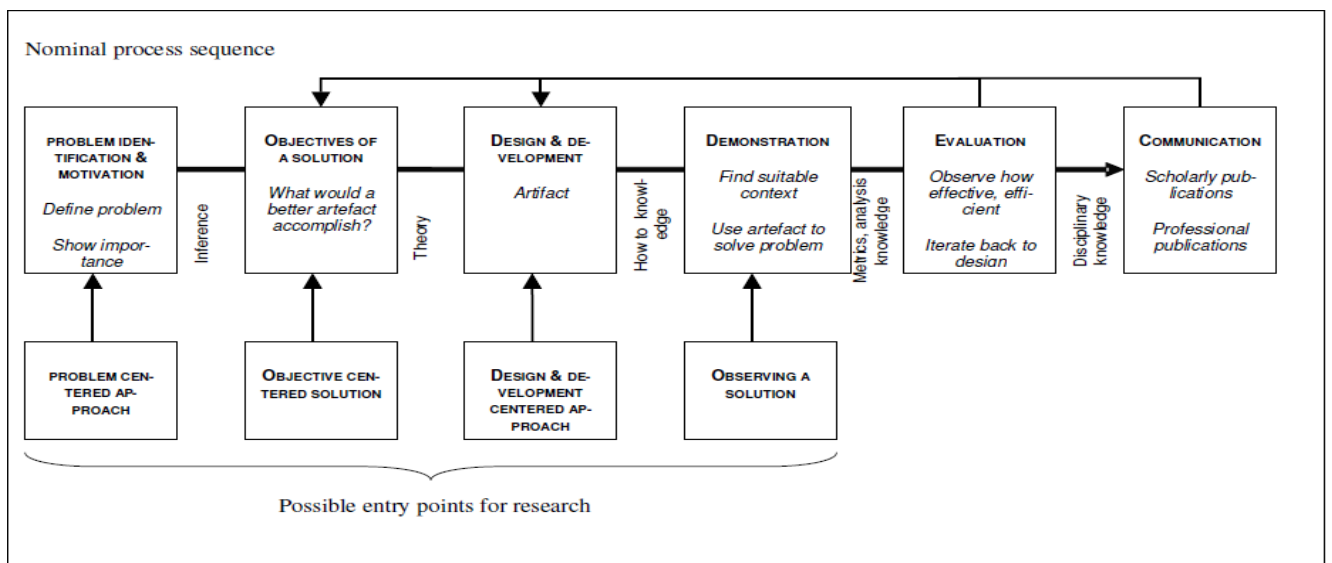 Nominal process sequence
PROBLEM IDEN-
TIFICATION &
MOTIVATION
Define problem
Show impor-
tance
Inference
OBJECTIVES OF
A SOLUTION
What would a
better artefact
accomplish?
Theory
DESIGN & DE-
VELOPMENT
Artifact
How to knowl-
edge
DEMONSTRATION
Find suitable
context
Use artefact to
solve problem
Metrics, analysis
knowledge
EVALUATION
Observe how
effective, effi-
cient
Iterate back to
design
Disciplinary
knowledge
COMMUNICATION
Scholarly pub-
lications
Professional
publications
PROBLEM CEN-
TERED AP-
PROACH
OBJECTIVE CEN-
TERED SOLUTION
DESIGN & DE-
VELOPMENT
CENTERED AP-
PROACH
OBSERVING A
SOLUTION
Possible entry points for research